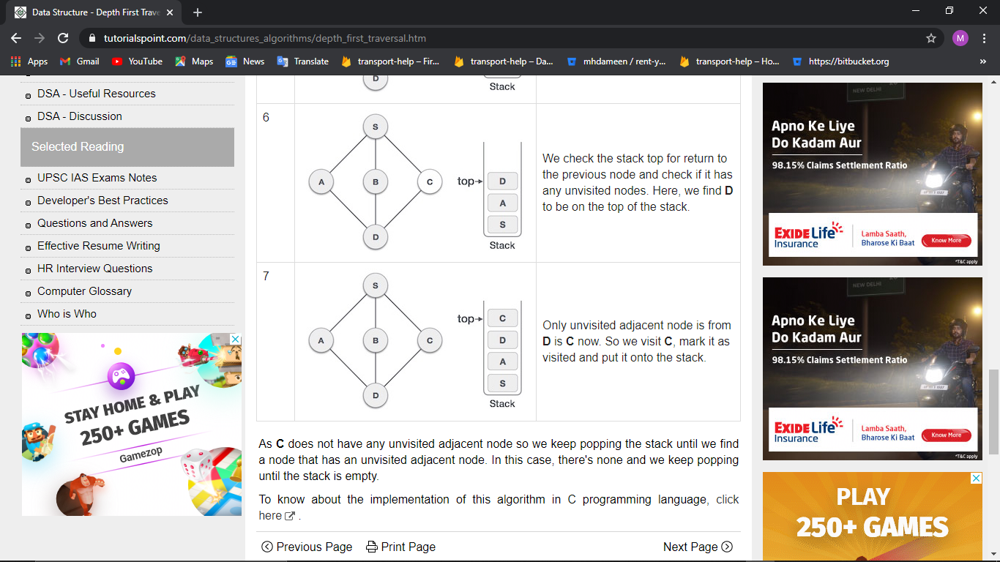 Data Structure - Depth First Trave
tutorialspoint.com/data_structures_algorithms/depth_first_traversal.htm
M
Apps
Gmail
YouTube
Maps
News
Translate
transport-help – Fir...
transport-help – Da...
mhdameen / rent-y...
transport-help – Ho...
https://bitbucket.org
»
DSA - Useful Resources
DSA - Discussion
Selected Reading
UPSC IAS Exams Notes
Developer's Best Practices
Questions and Answers
Effective Resume Writing
HR Interview Questions
Computer Glossary
Who is Who
STAY HOME & PLAY
250+ GAMES
Gamezop
D
Stack
6
S
A
B
C
D
top
D
A
S
Stack
We check the stack top for return to
the previous node and check if it has
any unvisited nodes. Here, we find D
to be on the top of the stack.
7
S
A
B
C
D
top
C
D
A
S
Stack
Only unvisited adjacent node is from
D is C now. So we visit C, mark it as
visited and put it onto the stack.
As C does not have any unvisited adjacent node so we keep popping the stack until we find
a node that has an unvisited adjacent node. In this case, there's none and we keep popping
until the stack is empty.
To know about the implementation of this algorithm in C programming language, click
here .
Previous Page
Print Page
Next Page
NEW DELHI
Apno Ke Liye
Do Kadam Aur
98.15% Claims Settlement Ratio
EXIDE Life
Insurance
Lamba Saath,
Bharose Ki Baat
Know More
*T&C apply
NEW DELHI
Apno Ke Liye
Do Kadam Aur
98.15% Claims Settlement Ratio
EXIDE Life
Insurance
Lamba Saath,
Bharose Ki Baat
Know More
*T&C apply
PLAY
250+ GAMES